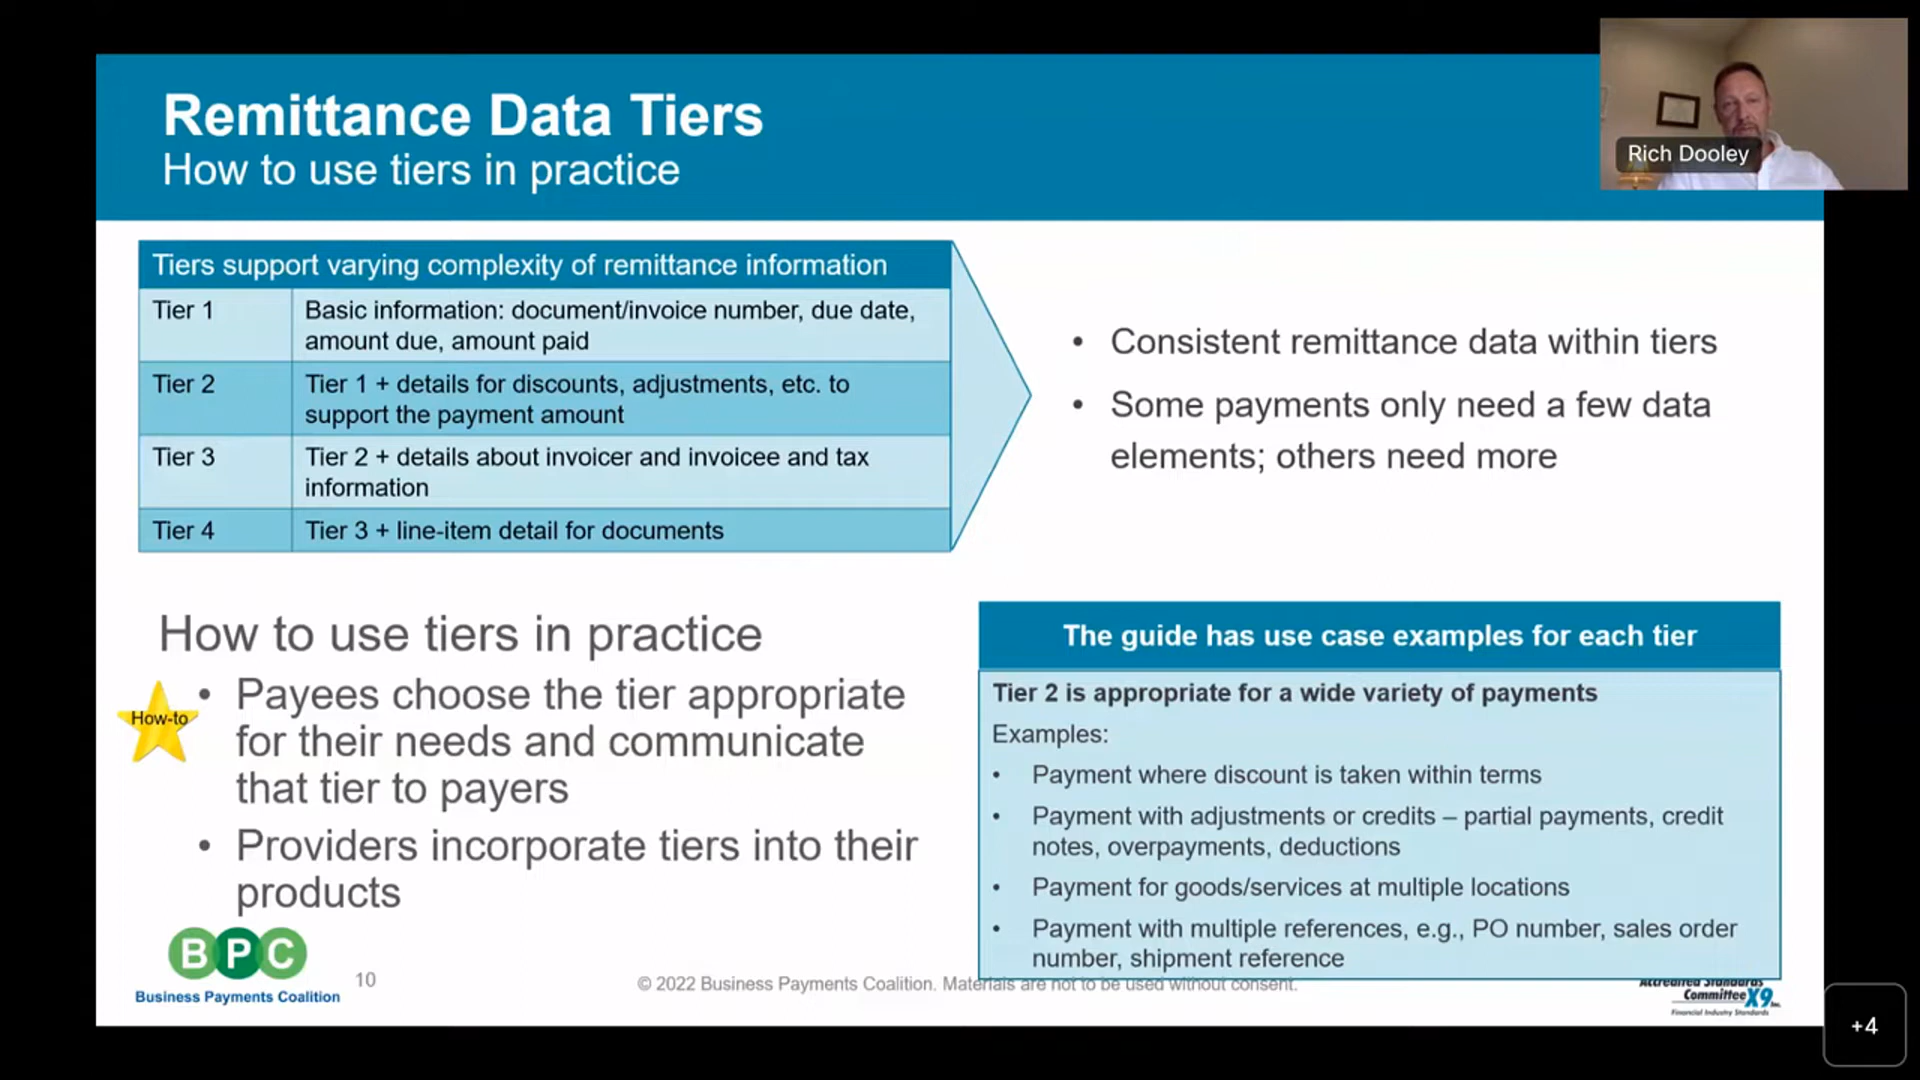 Remittance Data Tiers
How to use tiers in practice
Rich Dooley
Tiers support varying complexity of remittance information
Tier 1
Basic information: document/invoice number, due date,
amount due, amount paid
Tier 2
Tier 1 + details for discounts, adjustments, etc. to
support the payment amount
Tier 3
Tier 2 + details about invoicer and invoicee and tax
information
Tier 4
Tier 3 + line-item detail for documents
• Consistent remittance data within tiers
• Some payments only need a few data
elements; others need more
How to use tiers in practice
How-to
• Payees choose the tier appropriate
for their needs and communicate
that tier to payers
• Providers incorporate tiers into their
products
The guide has use case examples for each tier
Tier 2 is appropriate for a wide variety of payments
Examples:
• Payment where discount is taken within terms
• Payment with adjustments or credits – partial payments, credit
notes, overpayments, deductions
• Payment for goods/services at multiple locations
• Payment with multiple references, e.g., PO number, sales order
number, shipment reference
BPC
Business Payments Coalition
10
© 2022 Business Payments Coalition. Materials are not to be used without consent.
Accredited Standards
Committee X9 Inc.
Financial Industry Standards
+4